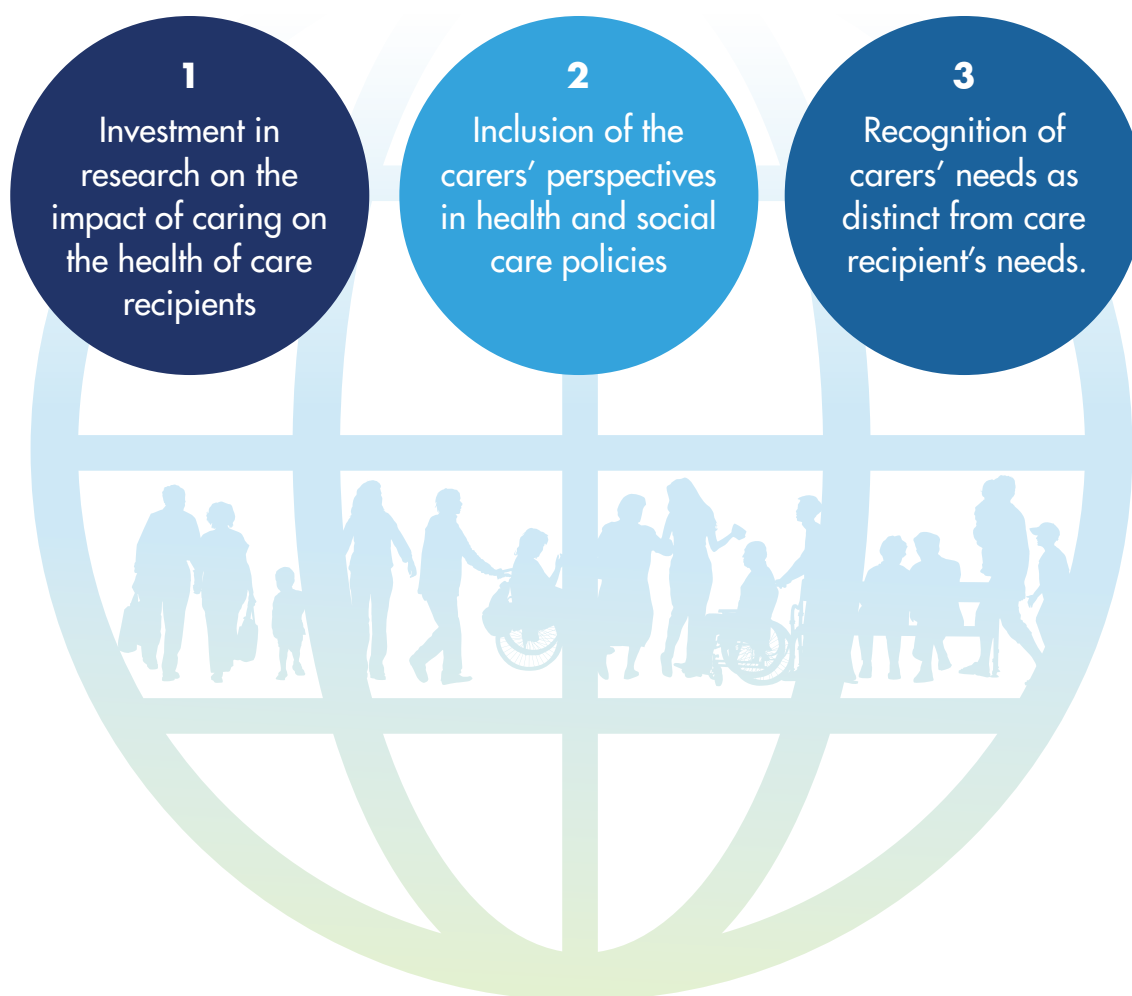 1
Investment in
research on the
impact of caring on
the health of care
recipients
2
Inclusion of the
carers’ perspectives
in health and social
care policies
3
Recognition of
carers’ needs as
distinct from care
recipient’s needs.